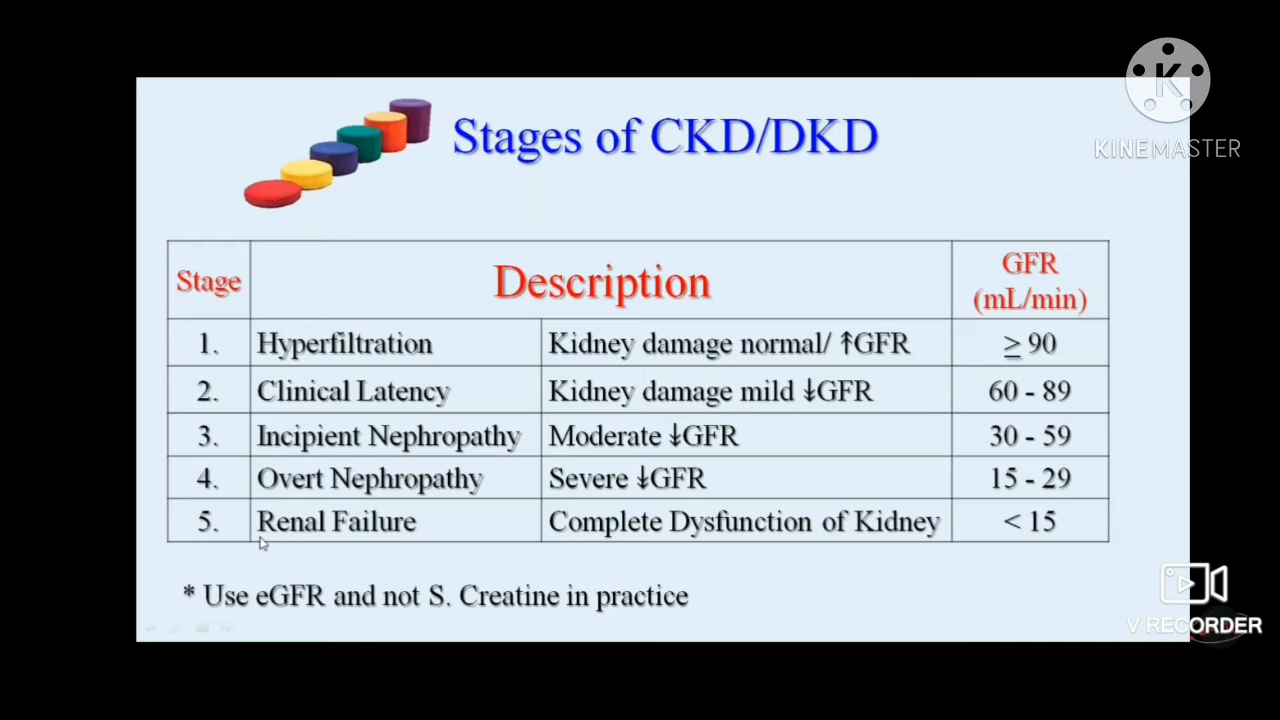 Stages of CKD/DKD
KINEMASTER
Stage Description GFR (mL/min)
1. Hyperfiltration Kidney damage normal/ ↟GFR ≥ 90
2. Clinical Latency Kidney damage mild ↡GFR 60 - 89
3. Incipient Nephropathy Moderate ↡GFR 30 - 59
4. Overt Nephropathy Severe ↡GFR 15 - 29
5. Renal Failure Complete Dysfunction of Kidney < 15
* Use eGFR and not S. Creatine in practice
V RECORDER